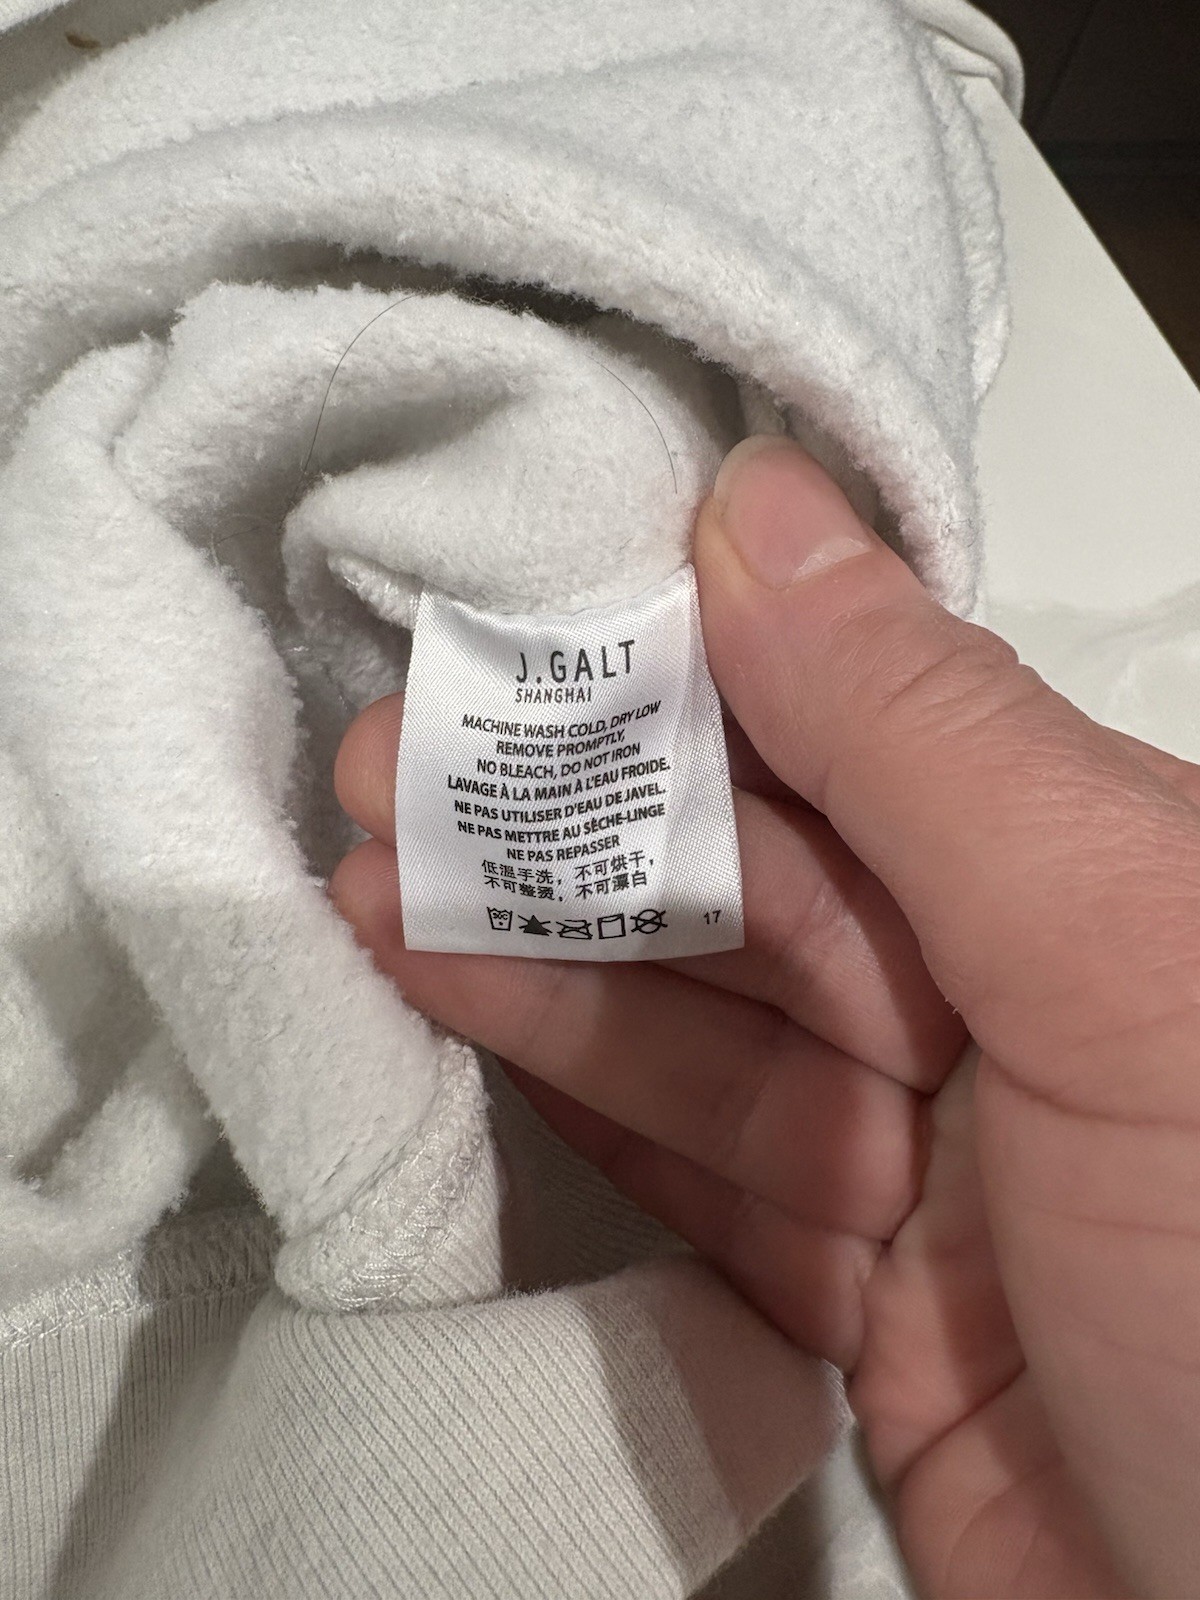 J.GALT
SHANGHAI
MACHINE WASH COLD, DRY LOW
REMOVE PROMPTLY,
NO BLEACH, DO NOT IRON
LAVAGE À LA MAIN À L'EAU FROIDE.
NE PAS UTILISER D'EAU DE JAVEL.
NE PAS METTRE AU SÈCHE-LINGE
NE PAS REPASSER
低温手洗，不可烘干，
不可整烫，不可漂白
17